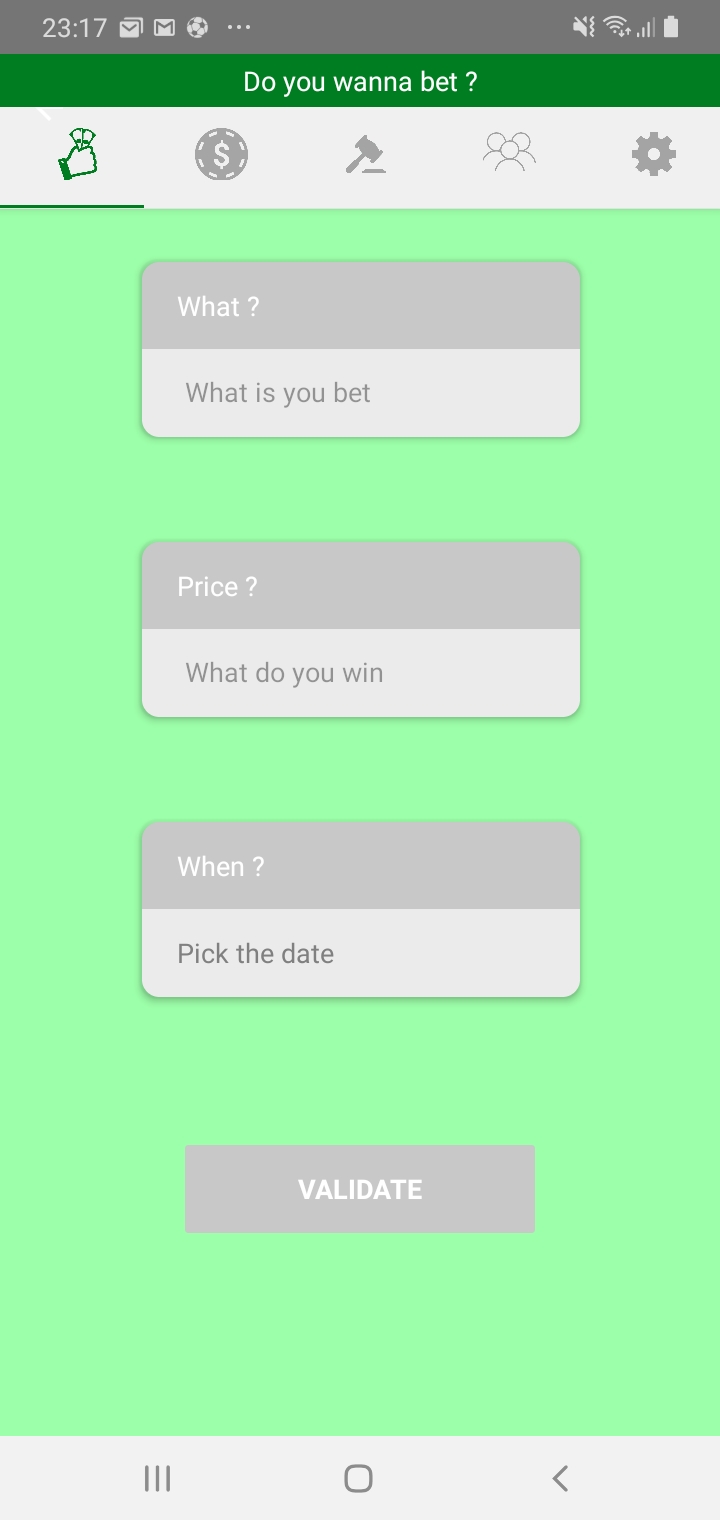 23:17
Do you wanna bet ?
$
What ?
What is you bet
Price ?
What do you win
When ?
Pick the date
VALIDATE